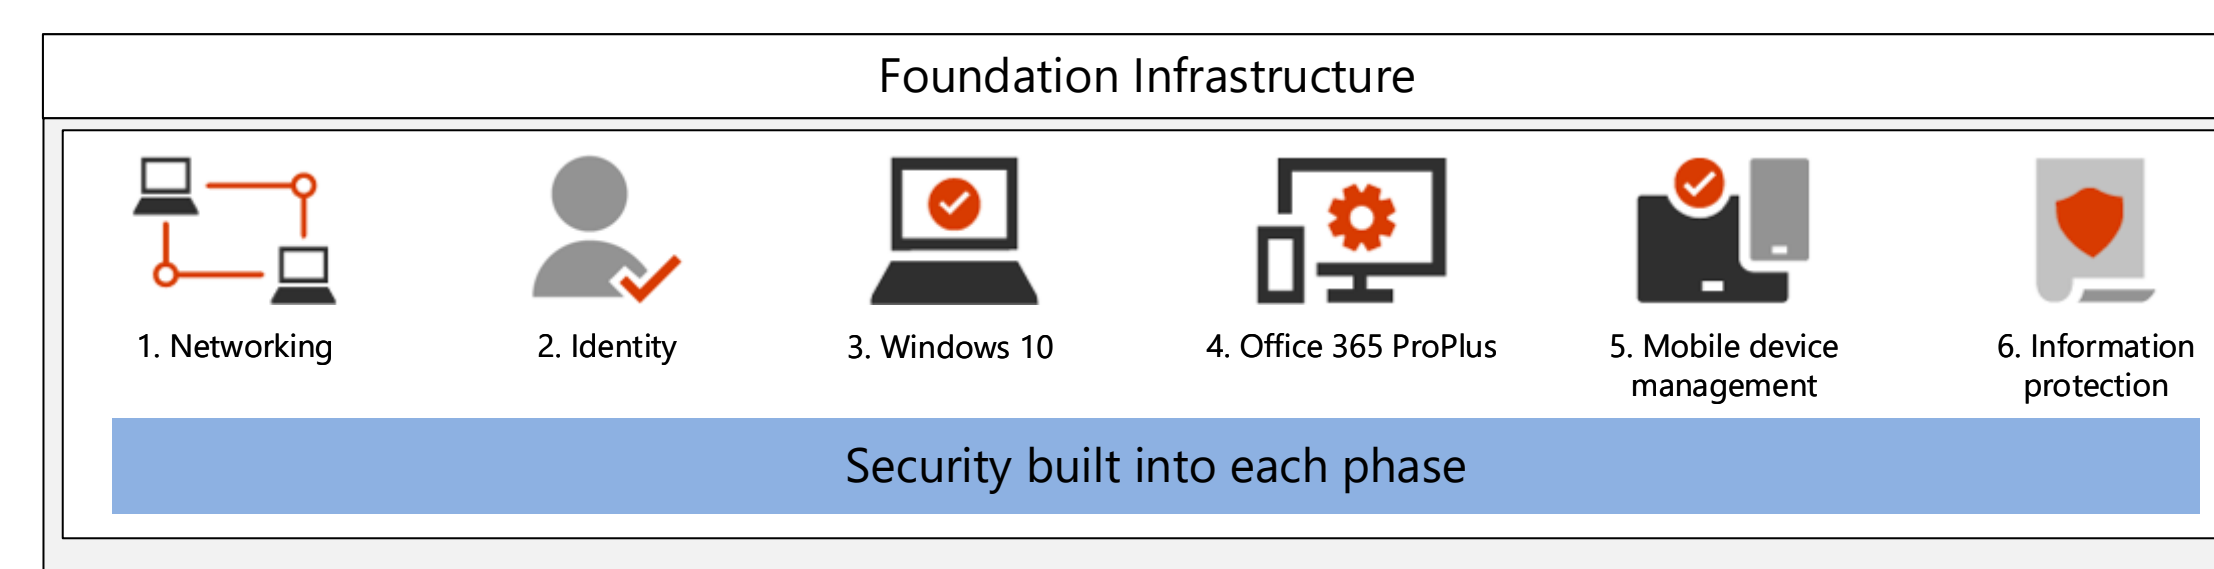 Foundation Infrastructure
1. Networking
2. Identity
3. Windows 10
4. Office 365 ProPlus
5. Mobile device
management
6. Information
protection
Security built into each phase